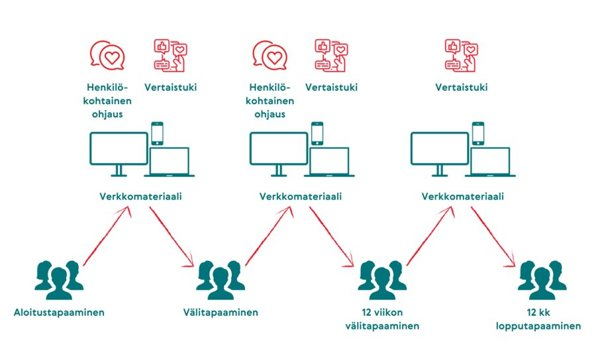 Henkilö-
kohtainen
ohjaus
Vertaistuki
Henkilö-
kohtainen
ohjaus
Vertaistuki
Vertaistuki
Verkkomateriaali
Verkkomateriaali
Verkkomateriaali
Aloitustapaaminen
Välitapaaminen
12 viikon
välitapaaminen
12 kk
lopputapaaminen